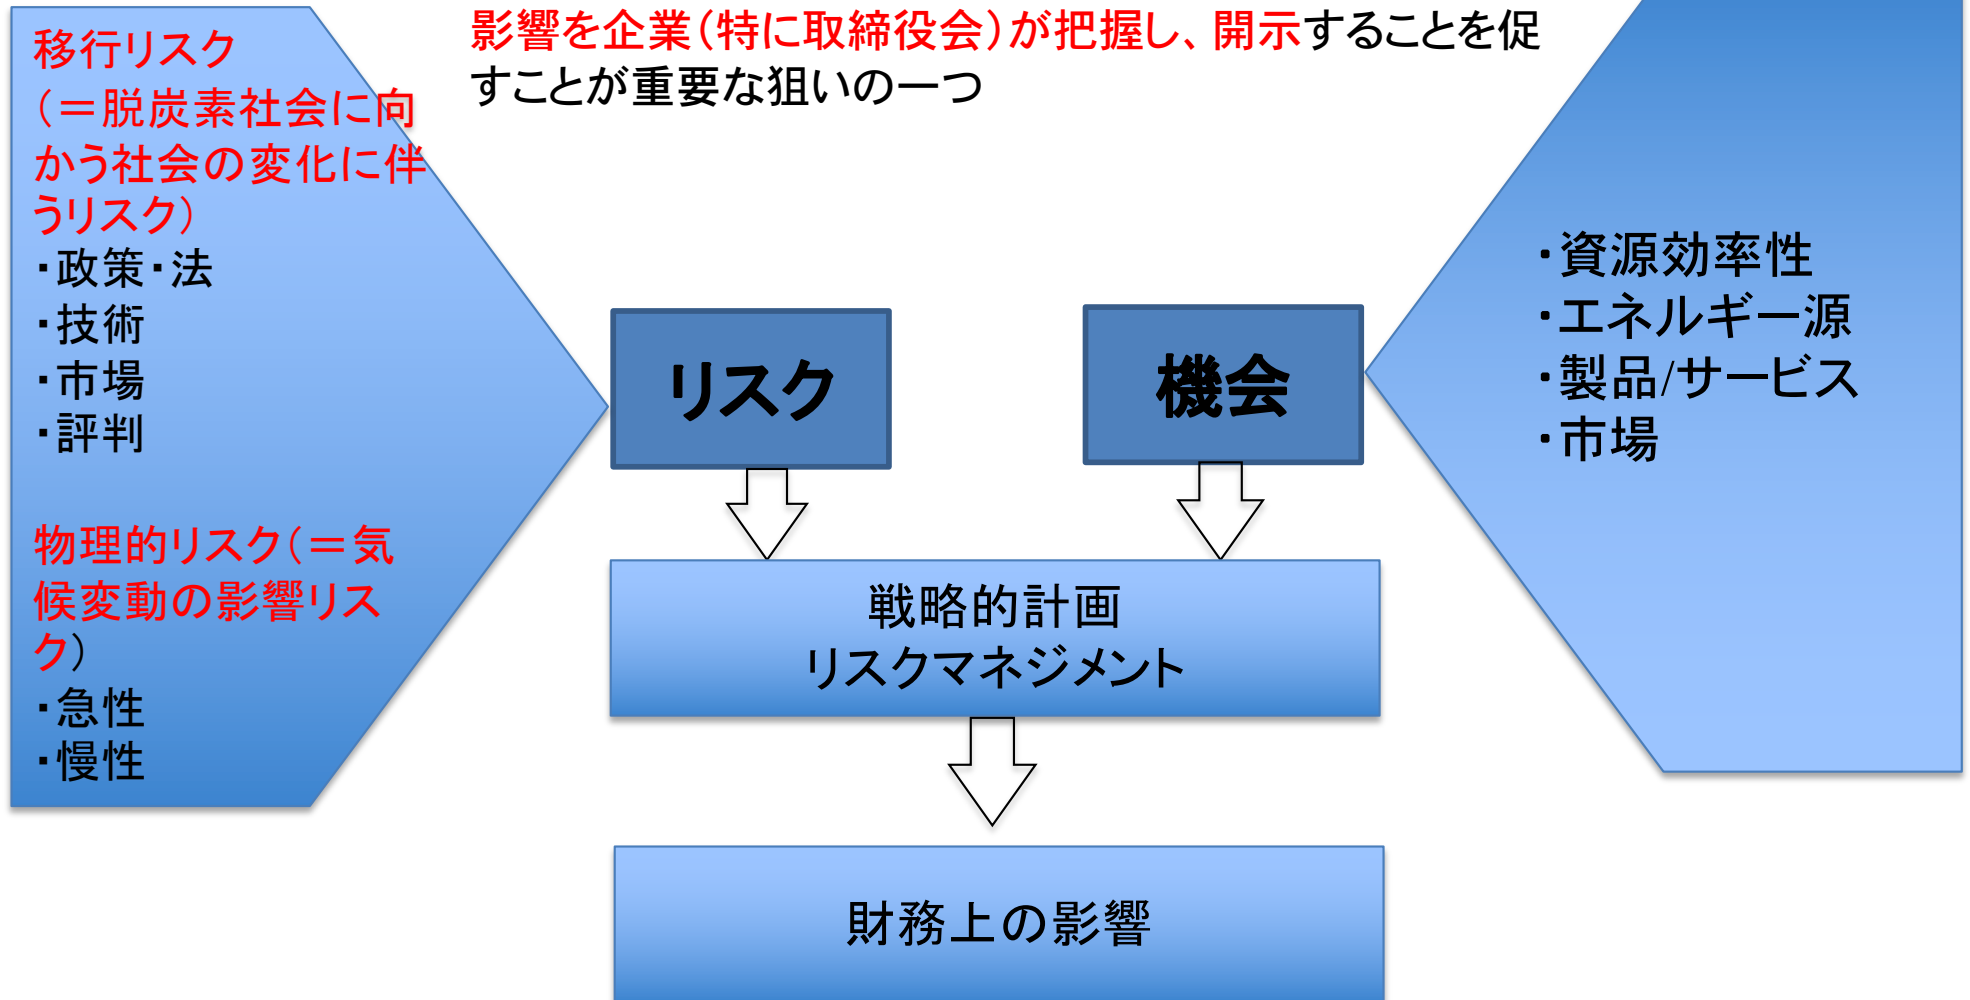 影響を企業（特に取締役会）が把握し、開示することを促
すことが重要な狙いの一つ
移行リスク
（＝脱炭素社会に向
かう社会の変化に伴
うリスク）
・政策・法
・技術
・市場
・評判
物理的リスク（＝気
候変動の影響リス
ク）
・急性
・慢性
リスク
機会
・資源効率性
・エネルギー源
・製品/サービス
・市場
戦略的計画
リスクマネジメント
財務上の影響